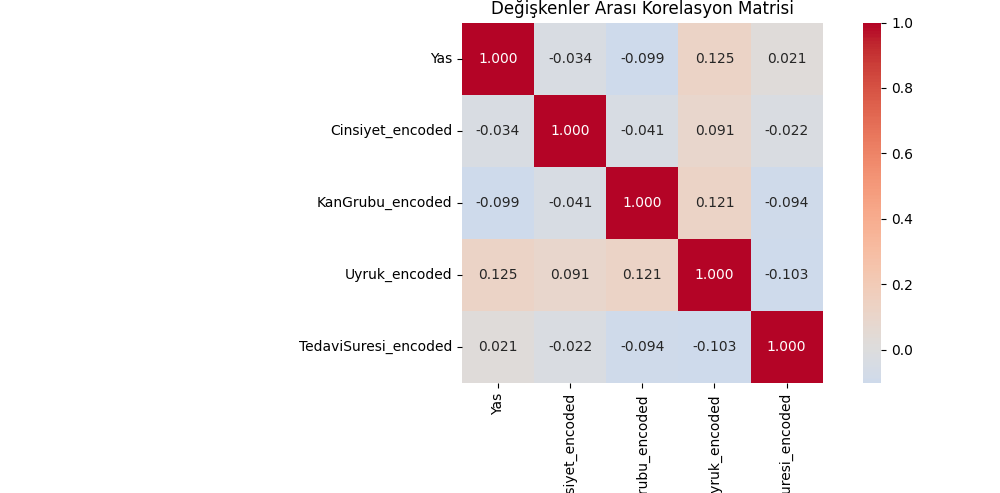 Değişkenler Arası Korelasyon Matrisi
Yas 1.000 -0.034 -0.099 0.125 0.021
Cinsiyet_encoded -0.034 1.000 -0.041 0.091 -0.022
KanGrubu_encoded -0.099 -0.041 1.000 0.121 -0.094
Uyruk_encoded 0.125 0.091 0.121 1.000 -0.103
TedaviSuresi_encoded 0.021 -0.022 -0.094 -0.103 1.000
Yas
siyet_encoded
rubu_encoded
yruk_encoded
uresi_encoded
1.0
0.8
0.6
0.4
0.2
0.0